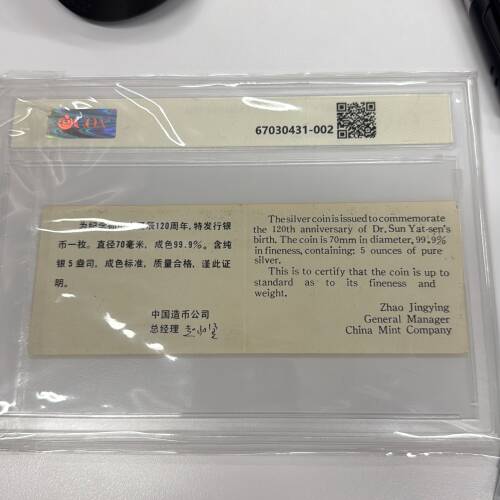 67030431-002
为纪念 辰120周年,特发行银
币一枚。直径70毫米,成色99.9%。含纯
银5盎司,成色标准,质量合格,谨此证
明。
中国造币公司
总经理
The silver coin is issued to commemorate
the 120th anniversary of Dr. Sun Yat-sen's
birth. The coin is 70mm in diameter, 99.9%
in fineness, containing: 5 ounces of pure
silver.
This is to certify that the coin is up to
standard as to its fineness and
weight.
Zhao Jingying
General Manager
China Mint Company